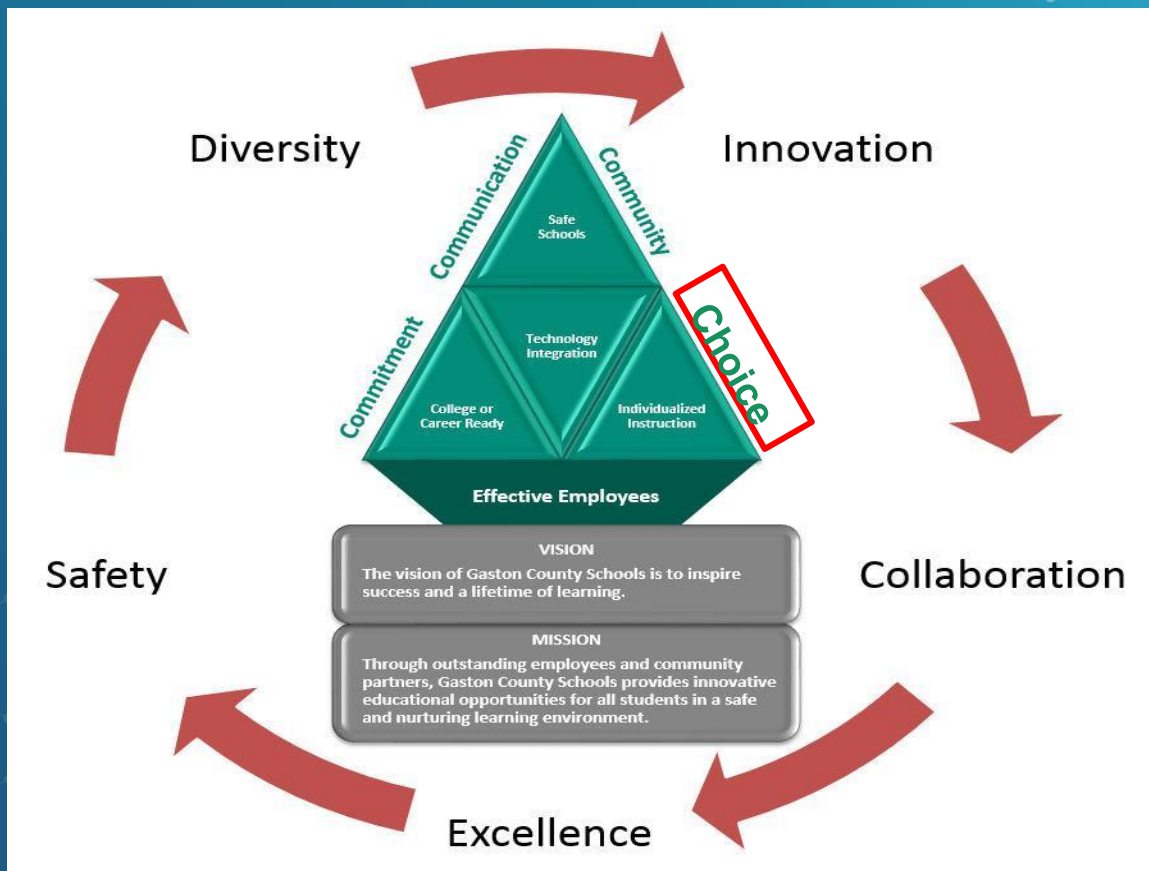 Diversity
Innovation
Communication
Community
Safe
Schools
Commitment
Technology
Integration
Choice
College or
Career Ready
Individualized
Instruction
Effective Employees
Safety
Collaboration
VISION
The vision of Gaston County Schools is to inspire
success and a lifetime of learning.
MISSION
Through outstanding employees and community
partners, Gaston County Schools provides innovative
educational opportunities for all students in a safe
and nurturing learning environment.
Excellence